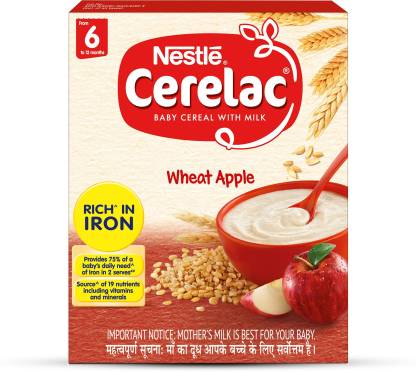 From
6
to 12 months
Nestlé®
Cerelac®
BABY CEREAL WITH MILK
Wheat Apple
RICH^ IN
IRON
Provides 75% of a
baby's daily need^
of Iron in 2 serves**
Source^ of 19 nutrients
including vitamins
and minerals
IMPORTANT NOTICE: MOTHER'S MILK IS BEST FOR YOUR BABY.
महत्वपूर्ण सूचना: माँ का दूध आपके बच्चे के लिए सर्वोत्तम है।